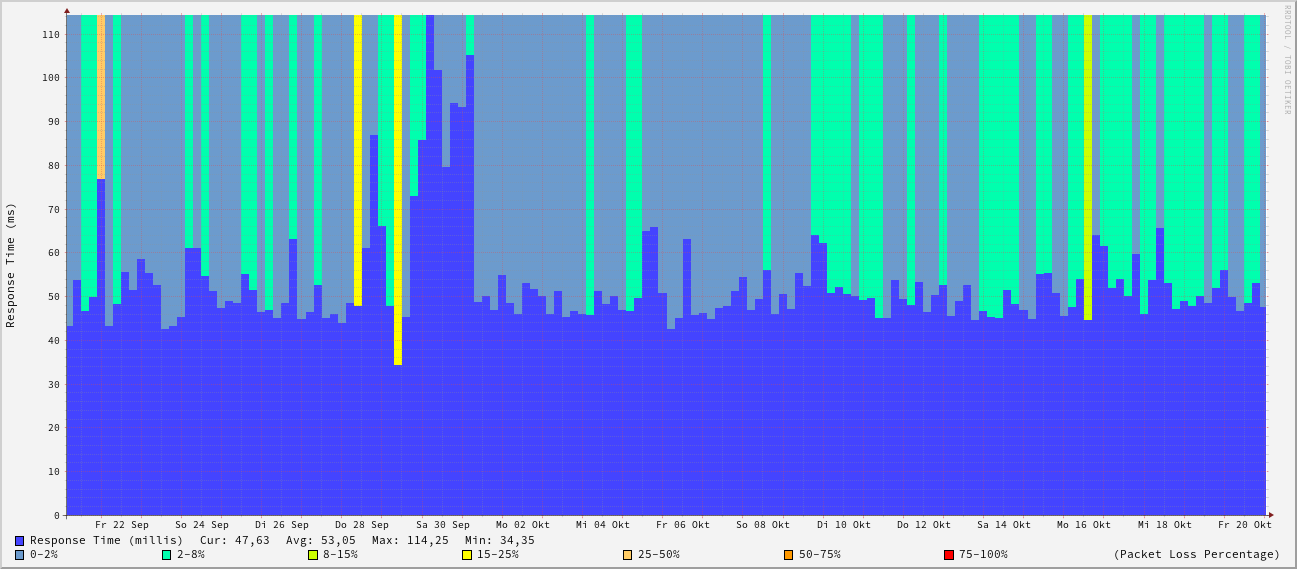 RRDTOOL / TOBI OETIKER
Response Time (ms)
110
100
90
80
70
60
50
40
30
20
10
0
Fr 22 Sep So 24 Sep Di 26 Sep Do 28 Sep Sa 30 Sep Mo 02 Okt Mi 04 Okt Fr 06 Okt So 08 Okt Di 10 Okt Do 12 Okt Sa 14 Okt Mo 16 Okt Mi 18 Okt Fr 20 Okt
Response Time (millis) Cur: 47,63 Avg: 53,05 Max: 114,25 Min: 34,35
0-2% 2-8% 8-15% 15-25% 25-50% 50-75% 75-100% (Packet Loss Percentage)